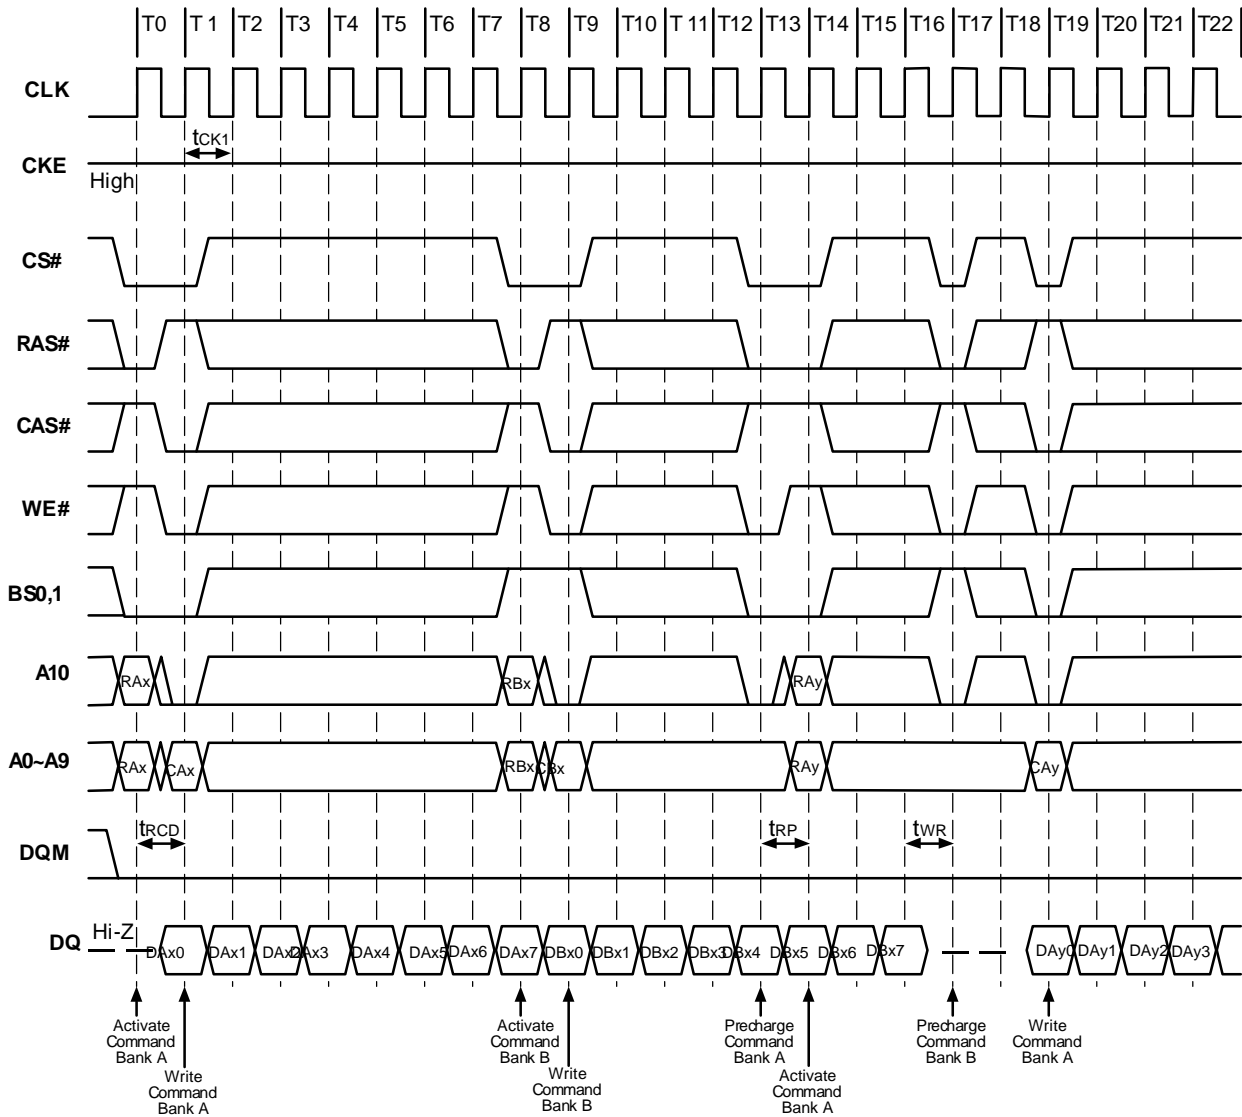 T0 T 1 T2 T3 T4 T5 T6 T7 T8 T9 T10 T 11 T12 T13 T14 T15 T16 T17 T18 T19 T20 T21 T22
CLK
tCK1
CKE
High
CS#
RAS#
CAS#
WE#
BS0,1
A10
RAx RBx RAy
A0~A9
RAx CAx RBx CBx RAy CAy
tRCD tRP tWR
DQM
Hi-Z
DQ
DAx0 DAx1 DAx2 DAx3 DAx4 DAx5 DAx6 DAx7 DBx0 DBx1 DBx2 DBx3 DBx4 DBx5 DBx6 DBx7 DAy0 DAy1 DAy2 DAy3
Activate
Command
Bank A
Write
Command
Bank A
Activate
Command
Bank B
Write
Command
Bank B
Precharge
Command
Bank A
Activate
Command
Bank A
Precharge
Command
Bank B
Write
Command
Bank A